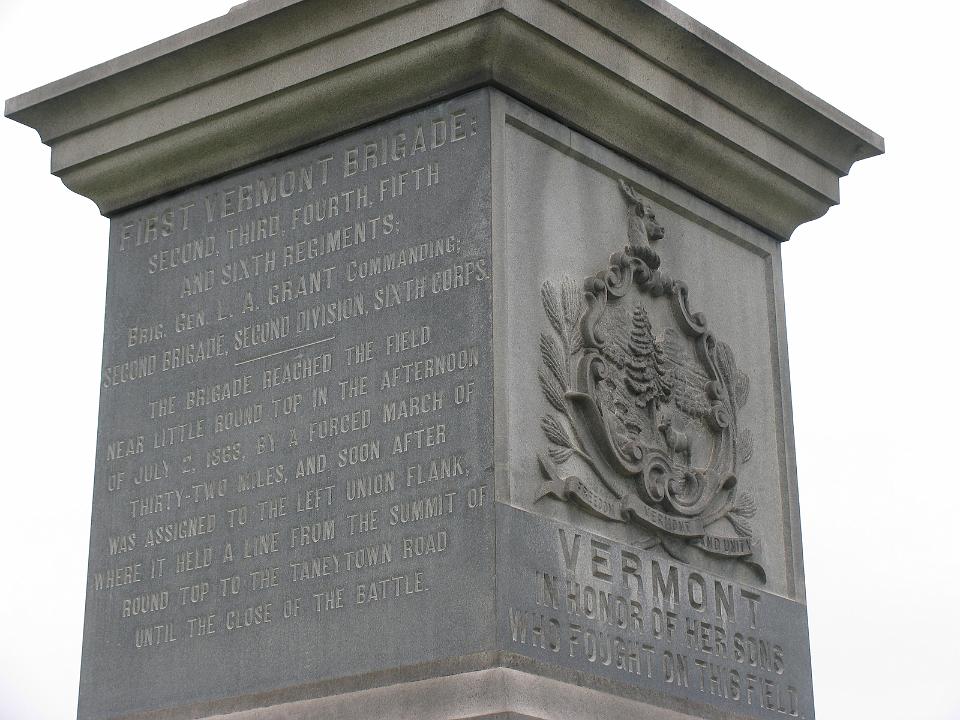 FIRST VERMONT BRIGADE:
SECOND, THIRD, FOURTH, FIFTH
AND SIXTH REGIMENTS;
BRIG. GEN. L. A. GRANT COMMANDING;
SECOND BRIGADE, SECOND DIVISION, SIXTH CORPS.
THE BRIGADE REACHED THE FIELD
NEAR LITTLE ROUND TOP IN THE AFTERNOON
OF JULY 2, 1863, BY A FORCED MARCH OF
THIRTY-TWO MILES, AND SOON AFTER
WAS ASSIGNED TO THE LEFT UNION FLANK,
WHERE IT HELD A LINE FROM THE SUMMIT OF
ROUND TOP TO THE TANEYTOWN ROAD
UNTIL THE CLOSE OF THE BATTLE.
FREEDOM VERMONT AND UNITY
VERMONT
IN HONOR OF HER SONS
WHO FOUGHT ON THIS FIELD.